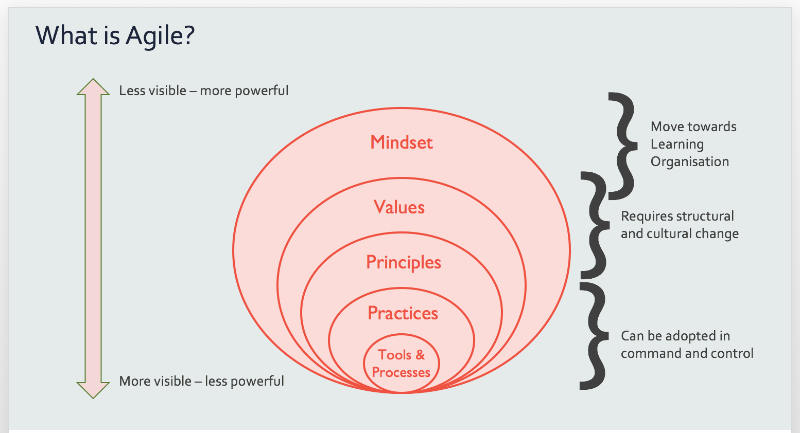 What is Agile?
Less visible – more powerful
Mindset
Move towards
Learning
Organisation
Values
Requires structural
and cultural change
Principles
Practices
Can be adopted in
command and control
Tools &
Processes
More visible – less powerful